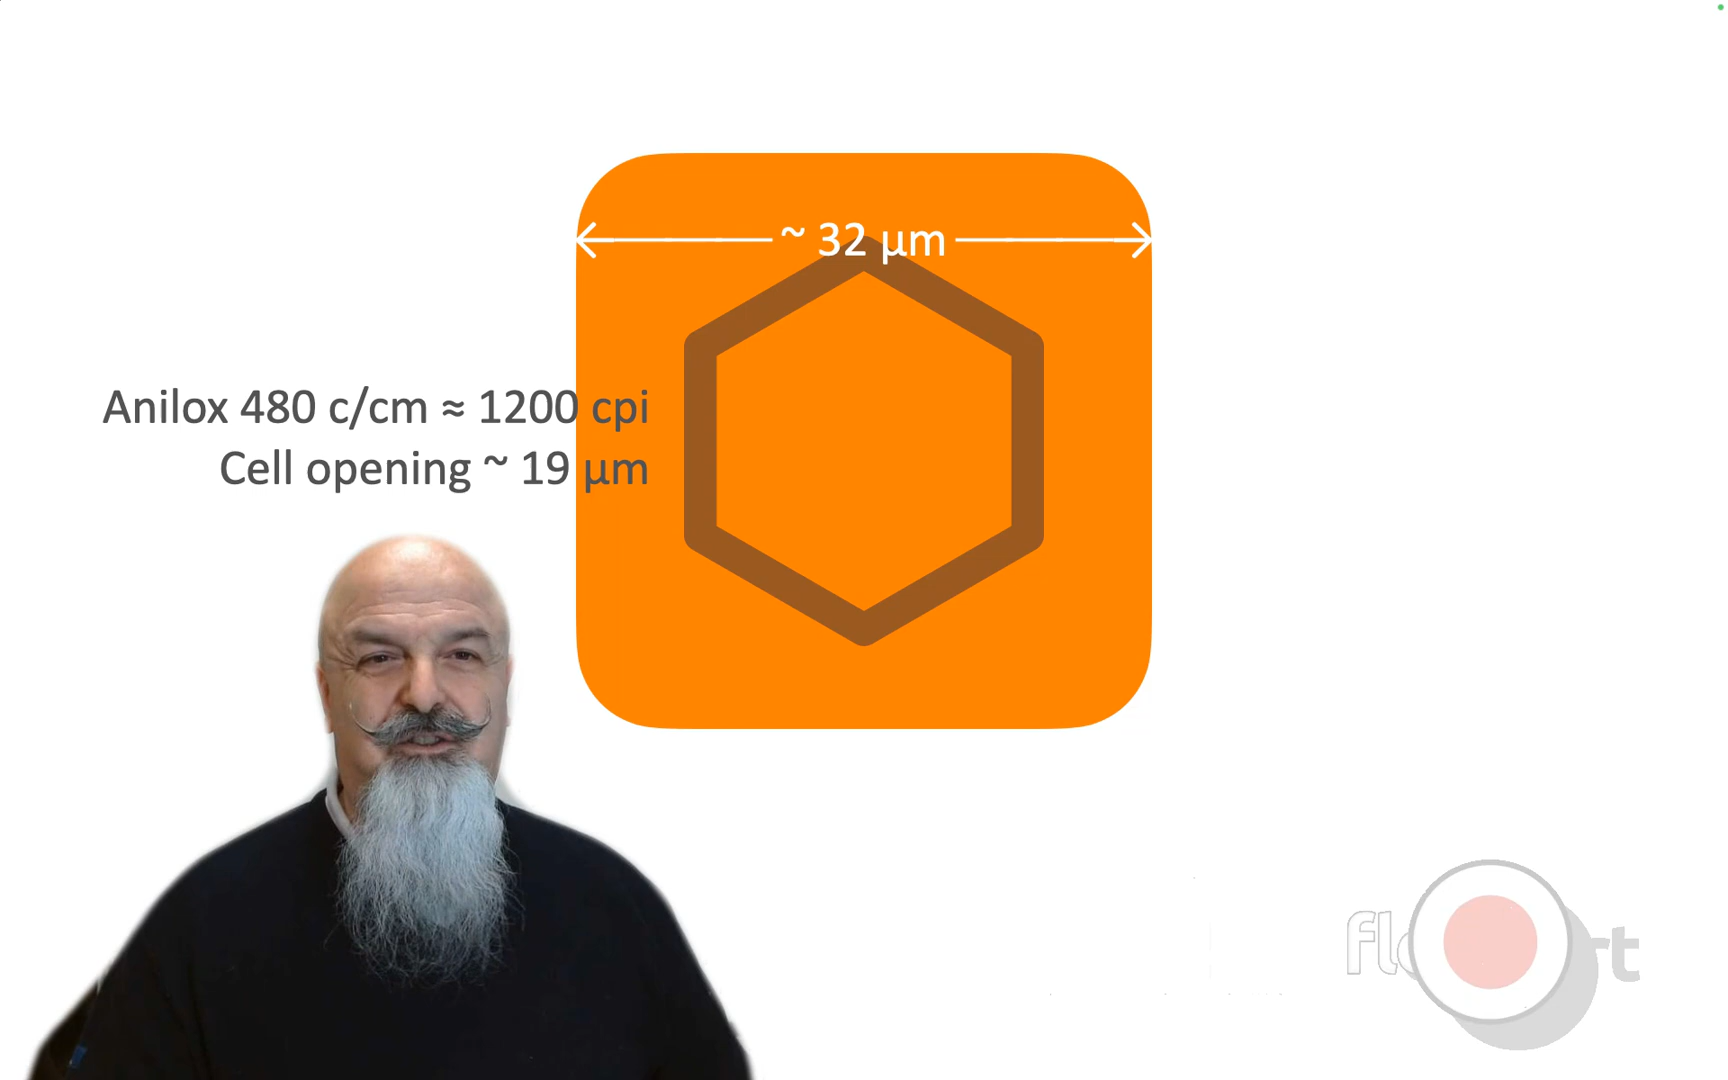 ~ 32 µm
Anilox 480 c/cm ≈ 1200 cpi
Cell opening ~ 19 µm